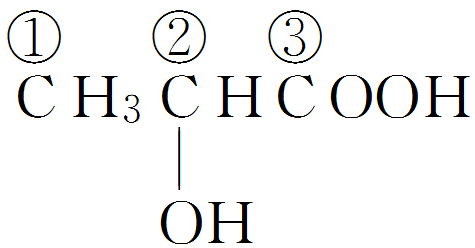 ① ② ③
CH₃CHCOOH
OH